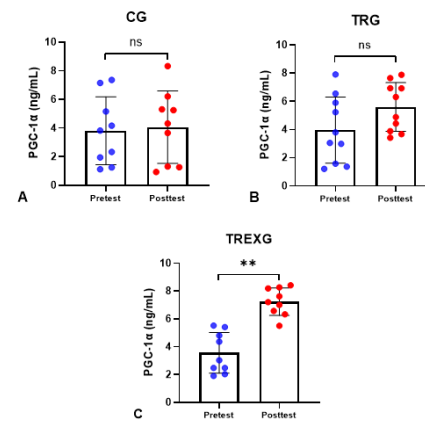 CG
ns
PGC-1α (ng/mL)
10
8
6
4
2
0
Pretest
Posttest
A
TRG
ns
PGC-1α (ng/mL)
10
8
6
4
2
0
Pretest
Posttest
B
TREXG
**
PGC-1α (ng/mL)
10
8
6
4
2
0
Pretest
Posttest
C